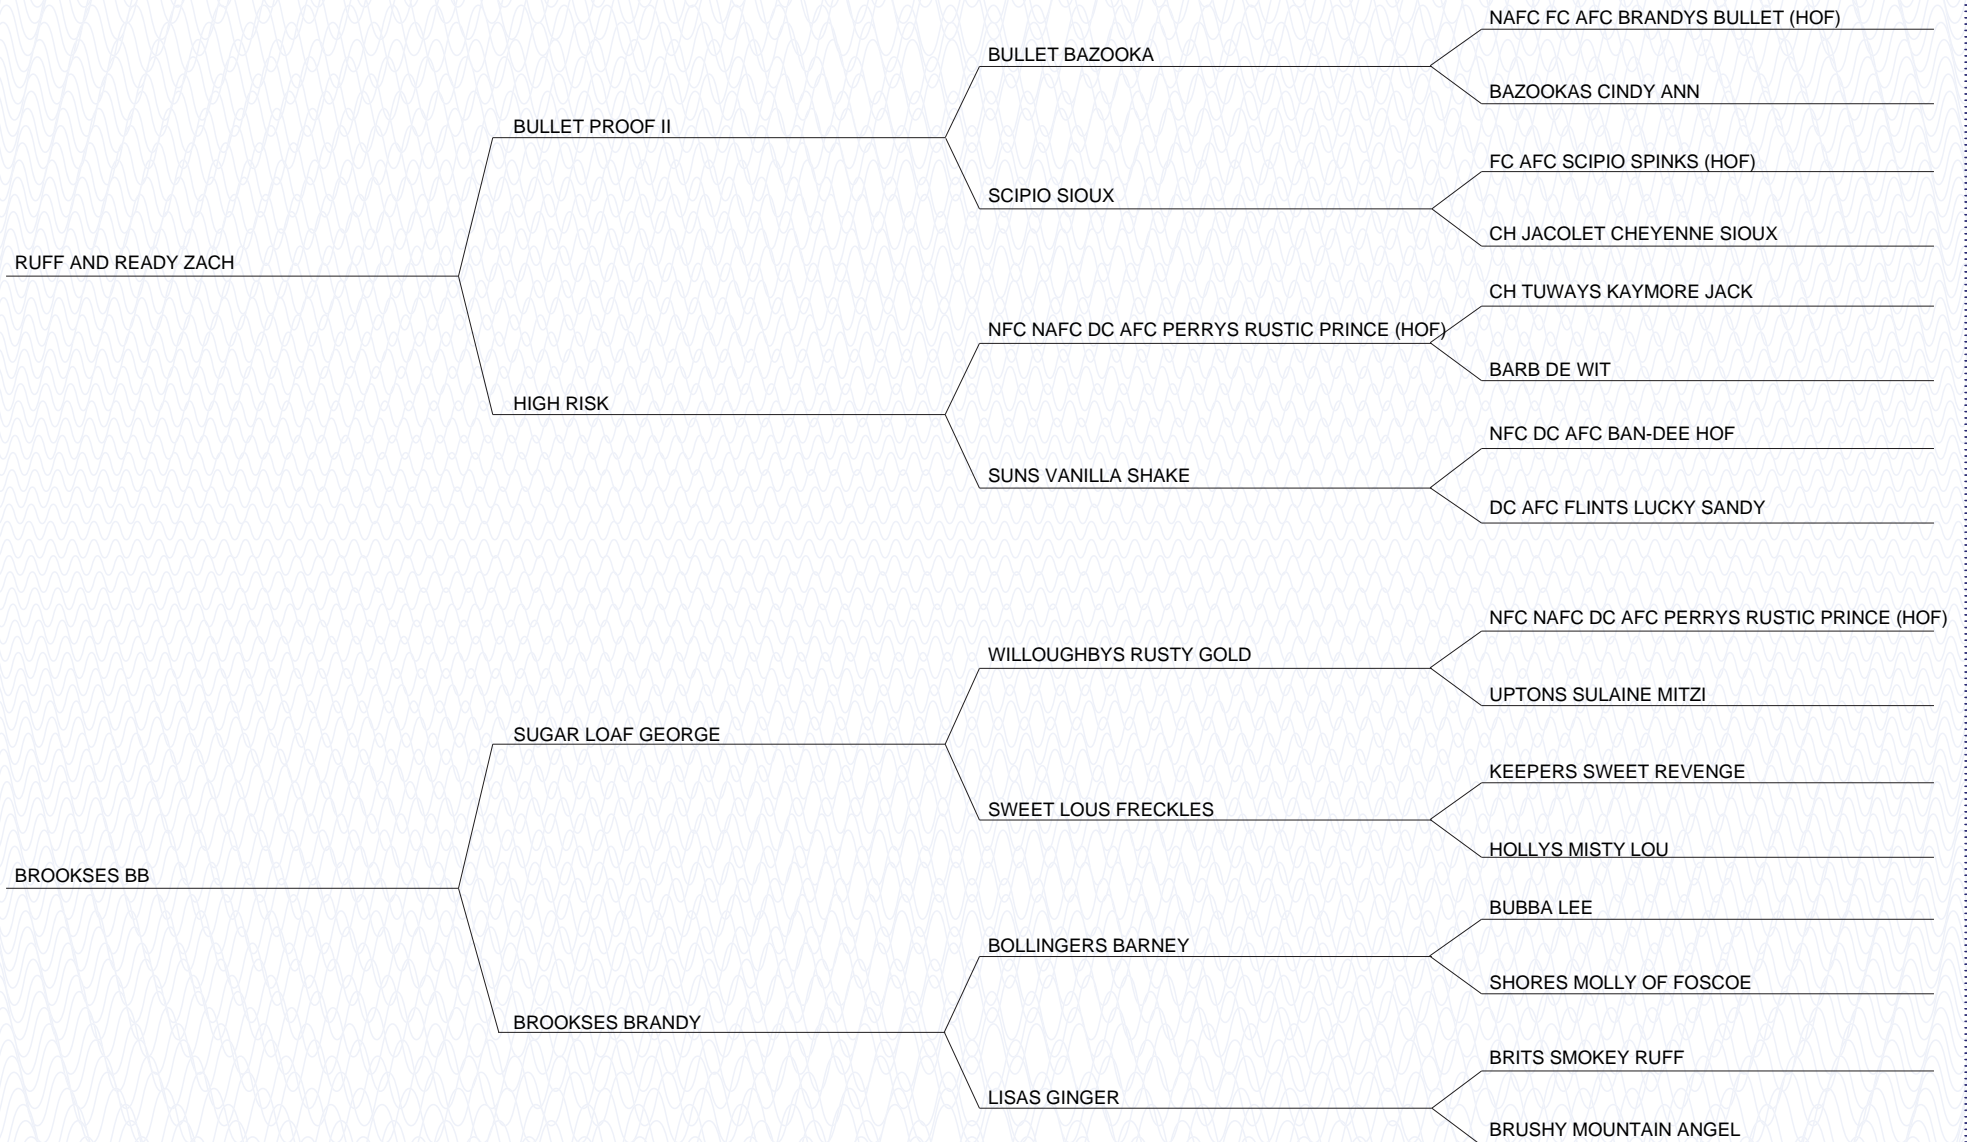 NAFC FC AFC BRANDYS BULLET (HOF)
BULLET BAZOOKA
BAZOOKAS CINDY ANN
BULLET PROOF II
FC AFC SCIPIO SPINKS (HOF)
SCIPIO SIOUX
CH JACOLET CHEYENNE SIOUX
RUFF AND READY ZACH
CH TUWAYS KAYMORE JACK
NFC NAFC DC AFC PERRYS RUSTIC PRINCE (HOF)
BARB DE WIT
HIGH RISK
NFC DC AFC BAN-DEE HOF
SUNS VANILLA SHAKE
DC AFC FLINTS LUCKY SANDY
NFC NAFC DC AFC PERRYS RUSTIC PRINCE (HOF)
WILLOUGHBYS RUSTY GOLD
UPTONS SULAINE MITZI
SUGAR LOAF GEORGE
KEEPERS SWEET REVENGE
SWEET LOUS FRECKLES
HOLLYS MISTY LOU
BROOKSES BB
BUBBA LEE
BOLLINGERS BARNEY
SHORES MOLLY OF FOSCOE
BROOKSES BRANDY
BRITS SMOKEY RUFF
LISAS GINGER
BRUSHY MOUNTAIN ANGEL